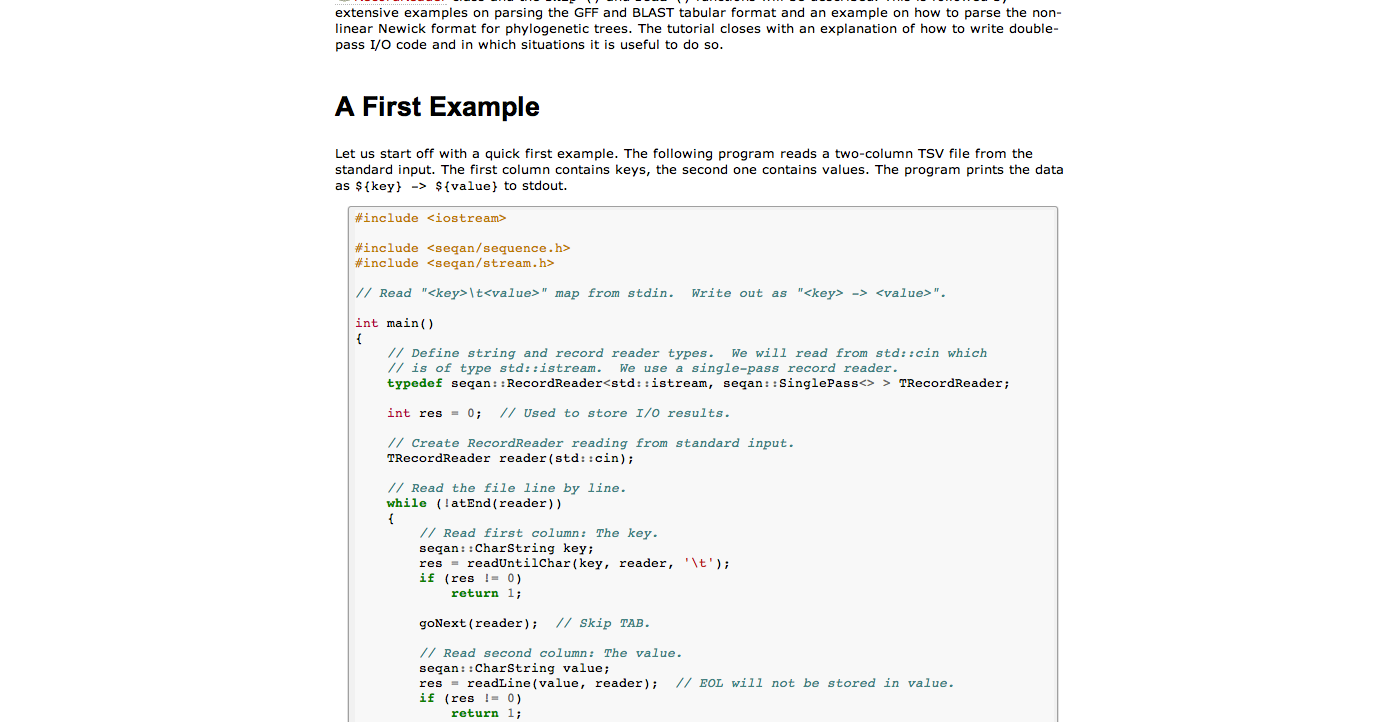 extensive examples on parsing the GFF and BLAST tabular format and an example on how to parse the non-
linear Newick format for phylogenetic trees. The tutorial closes with an explanation of how to write double-
pass I/O code and in which situations it is useful to do so.
A First Example
Let us start off with a quick first example. The following program reads a two-column TSV file from the
standard input. The first column contains keys, the second one contains values. The program prints the data
as ${key} -> ${value} to stdout.
#include <iostream>
#include <seqan/sequence.h>
#include <seqan/stream.h>
// Read "<key>\t<value>" map from stdin.  Write out as "<key> -> <value>".
int main()
{
    // Define string and record reader types.  We will read from std::cin which
    // is of type std::istream.  We use a single-pass record reader.
    typedef seqan::RecordReader<std::istream, seqan::SinglePass<> > TRecordReader;
    int res = 0;  // Used to store I/O results.
    // Create RecordReader reading from standard input.
    TRecordReader reader(std::cin);
    // Read the file line by line.
    while (!atEnd(reader))
    {
        // Read first column: The key.
        seqan::CharString key;
        res = readUntilChar(key, reader, '\t');
        if (res != 0)
            return 1;
        goNext(reader);  // Skip TAB.
        // Read second column: The value.
        seqan::CharString value;
        res = readLine(value, reader);  // EOL will not be stored in value.
        if (res != 0)
            return 1;